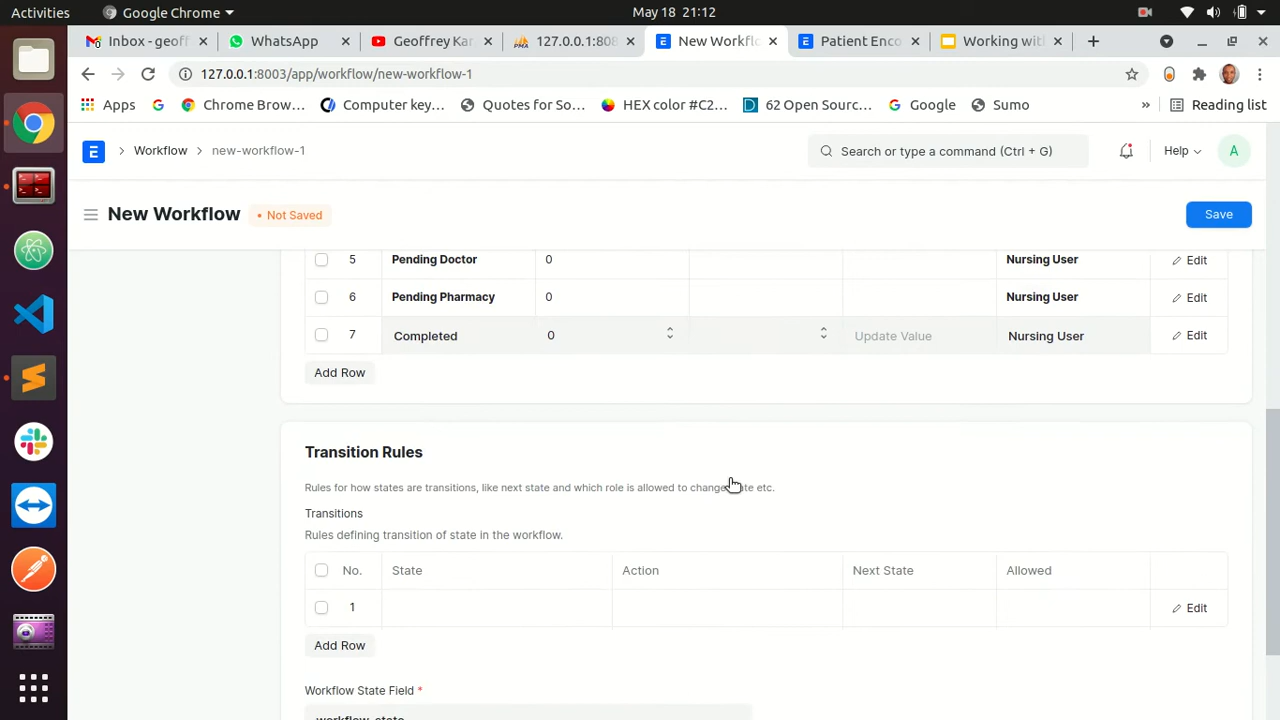 Activities
Google Chrome
May 18 21:12
Inbox - geoff
WhatsApp
Geoffrey Kar
127.0.0.1:808
New Workfl
Patient Enco
Working with
127.0.0.1:8003/app/workflow/new-workflow-1
Apps
Chrome Brow...
Computer key...
Quotes for So...
HEX color #C2...
62 Open Sourc...
Google
Sumo
»
Reading list
E
Workflow
new-workflow-1
Search or type a command (Ctrl + G)
Help
A
New Workflow
• Not Saved
Save
5 Pending Doctor 0 Nursing User Edit
6 Pending Pharmacy 0 Nursing User Edit
7 Completed 0 Update Value Nursing User Edit
Add Row
Transition Rules
Rules for how states are transitions, like next state and which role is allowed to change etc.
Transitions
Rules defining transition of state in the workflow.
No. State Action Next State Allowed
1 Edit
Add Row
Workflow State Field *
workflow_state